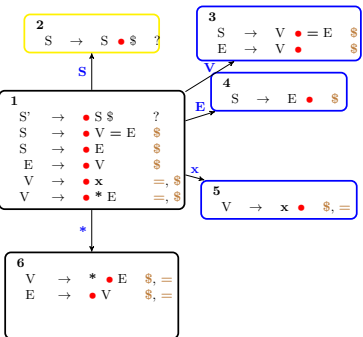 2
S → S • $ ?
3
S → V • = E $
E → V • $
S
V
4
S → E • $
E
1
S' → • S $ ?
S → • V = E $
S → • E $
E → • V $
V → • x =, $
V → • * E =, $
x
5
V → x • $, =
*
6
V → * • E $, =
E → • V $, =